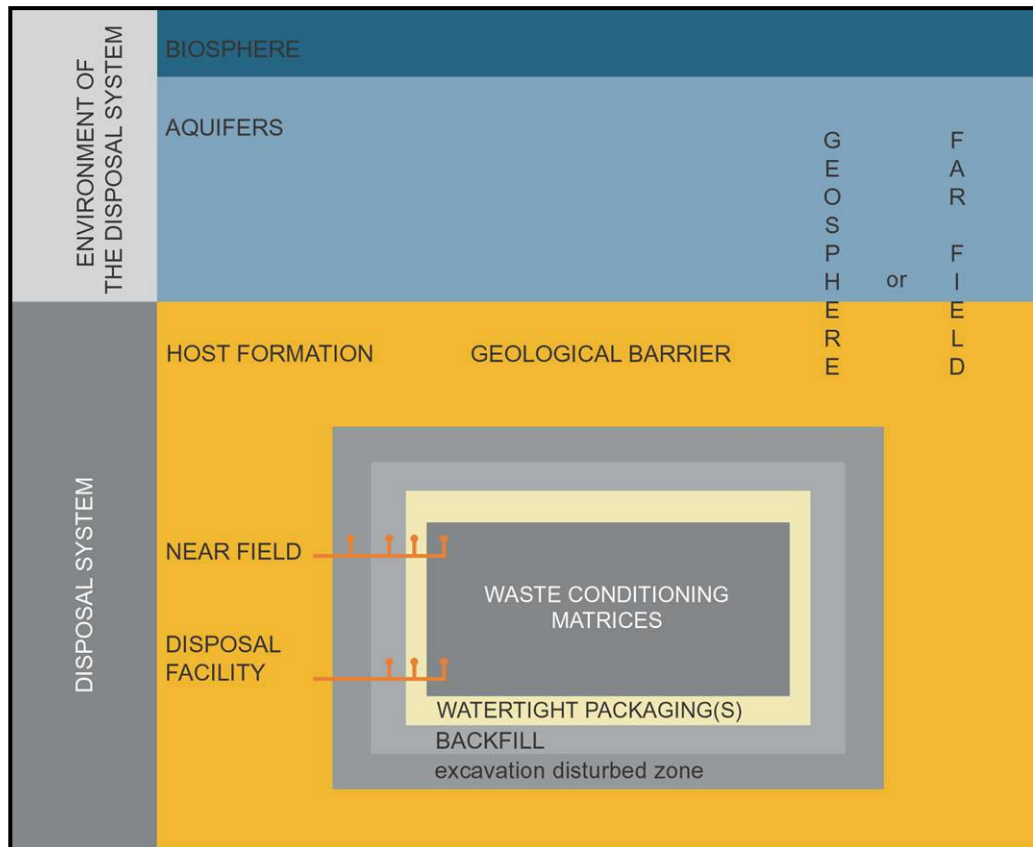 ENVIRONMENT OF
THE DISPOSAL SYSTEM
BIOSPHERE
AQUIFERS
GEOSPHERE
or
FAR FIELD
DISPOSAL SYSTEM
HOST FORMATION
GEOLOGICAL BARRIER
NEAR FIELD
DISPOSAL
FACILITY
WASTE CONDITIONING
MATRICES
WATERTIGHT PACKAGING(S)
BACKFILL
excavation disturbed zone